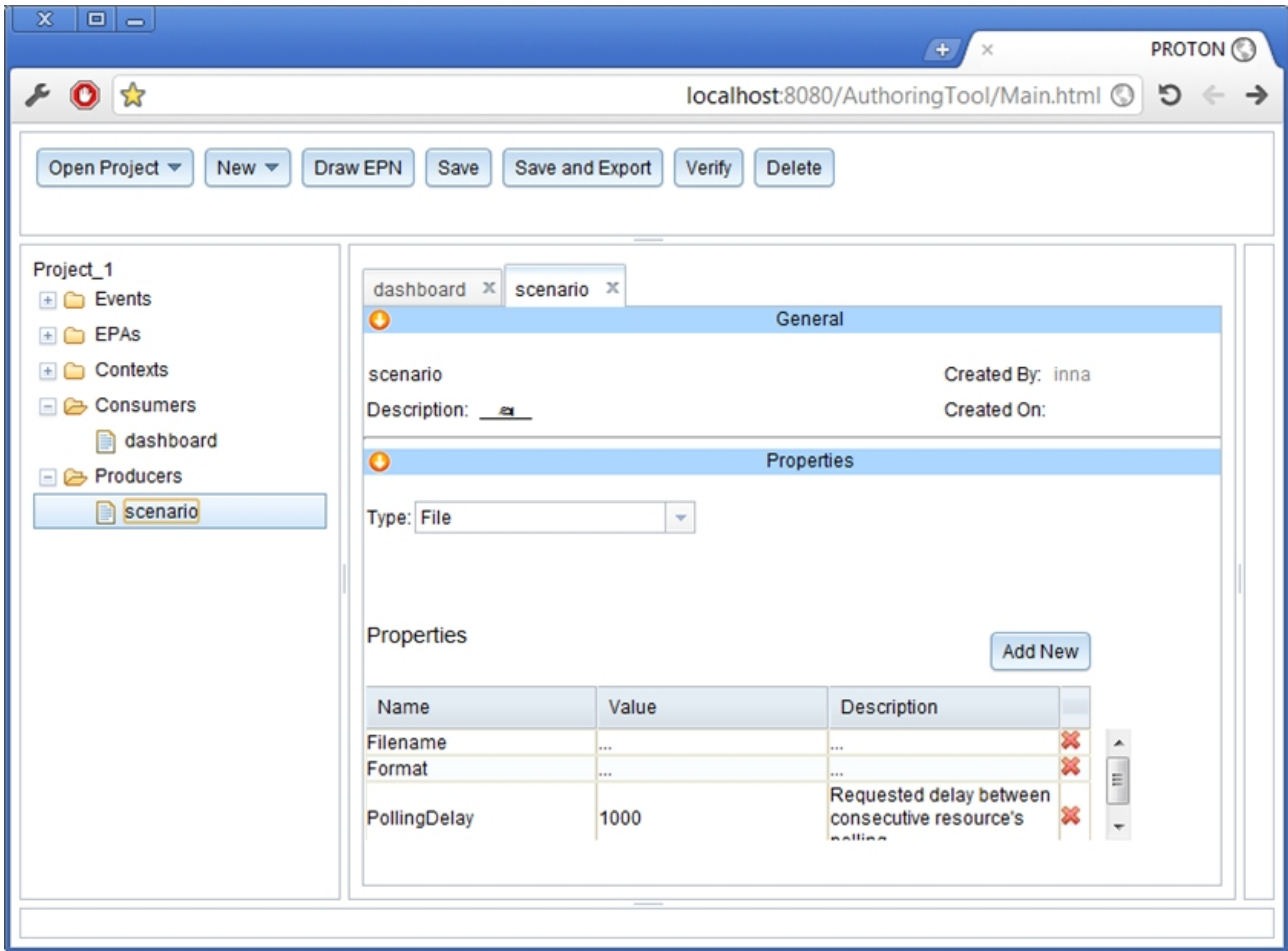 PROTON
localhost:8080/AuthoringTool/Main.html
Open Project New Draw EPN Save Save and Export Verify Delete
Project_1
Events
EPAs
Contexts
Consumers
dashboard
Producers
scenario
dashboard scenario
General
scenario Created By: inna
Description: Created On:
Properties
Type: File
Properties
Add New
Name Value Description
Filename ... ...
Format ... ...
PollingDelay 1000 Requested delay between
consecutive resource's
polling